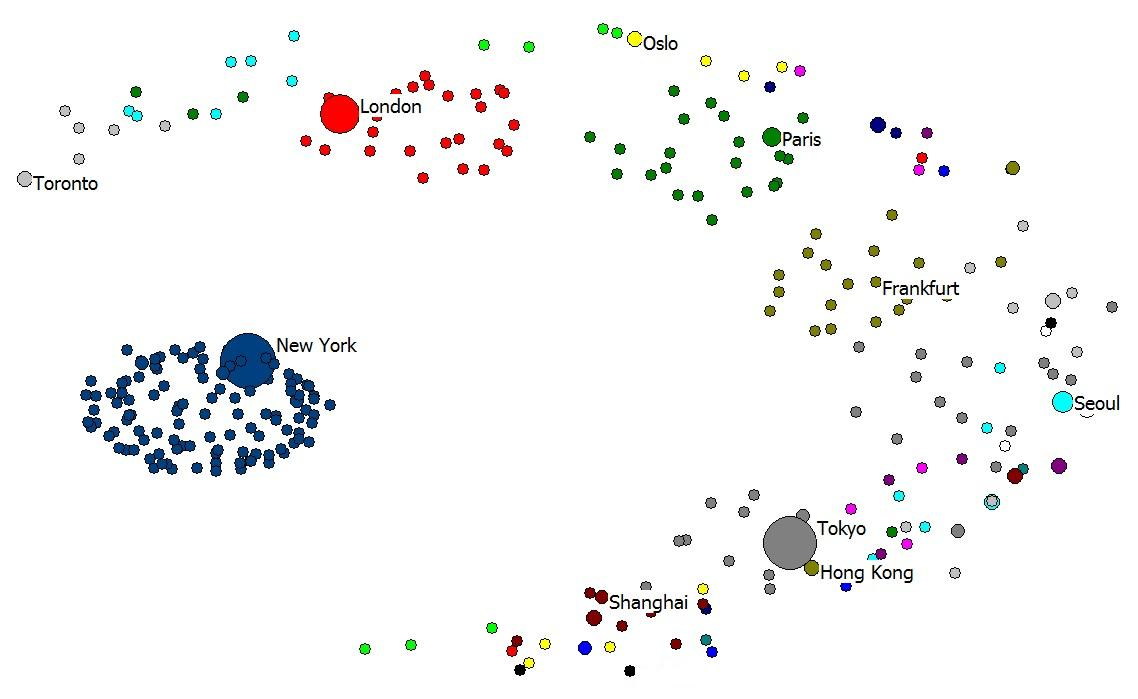 Oslo
London
Paris
Toronto
Frankfurt
New York
Seoul
Tokyo
Hong Kong
Shanghai